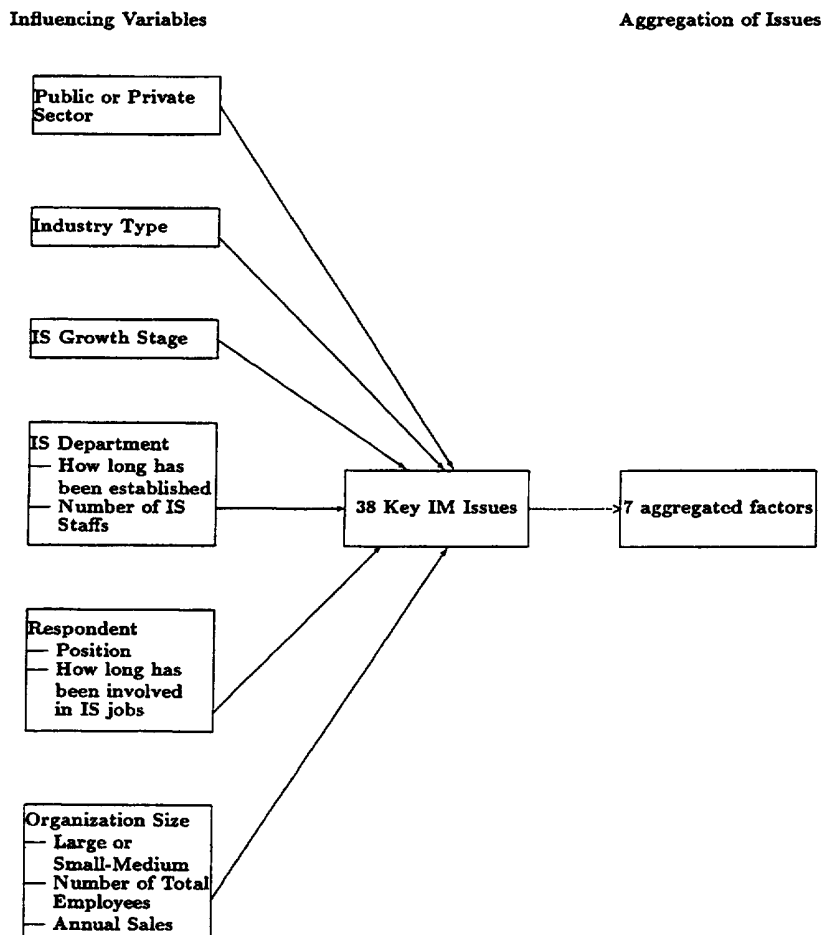 Influencing Variables
Aggregation of Issues
Public or Private
Sector
Industry Type
IS Growth Stage
IS Department
— How long has
been established
— Number of IS
Staffs
38 Key IM Issues
7 aggregated factors
Respondent
— Position
— How long has
been involved
in IS jobs
Organization Size
— Large or
Small-Medium
— Number of Total
Employees
— Annual Sales